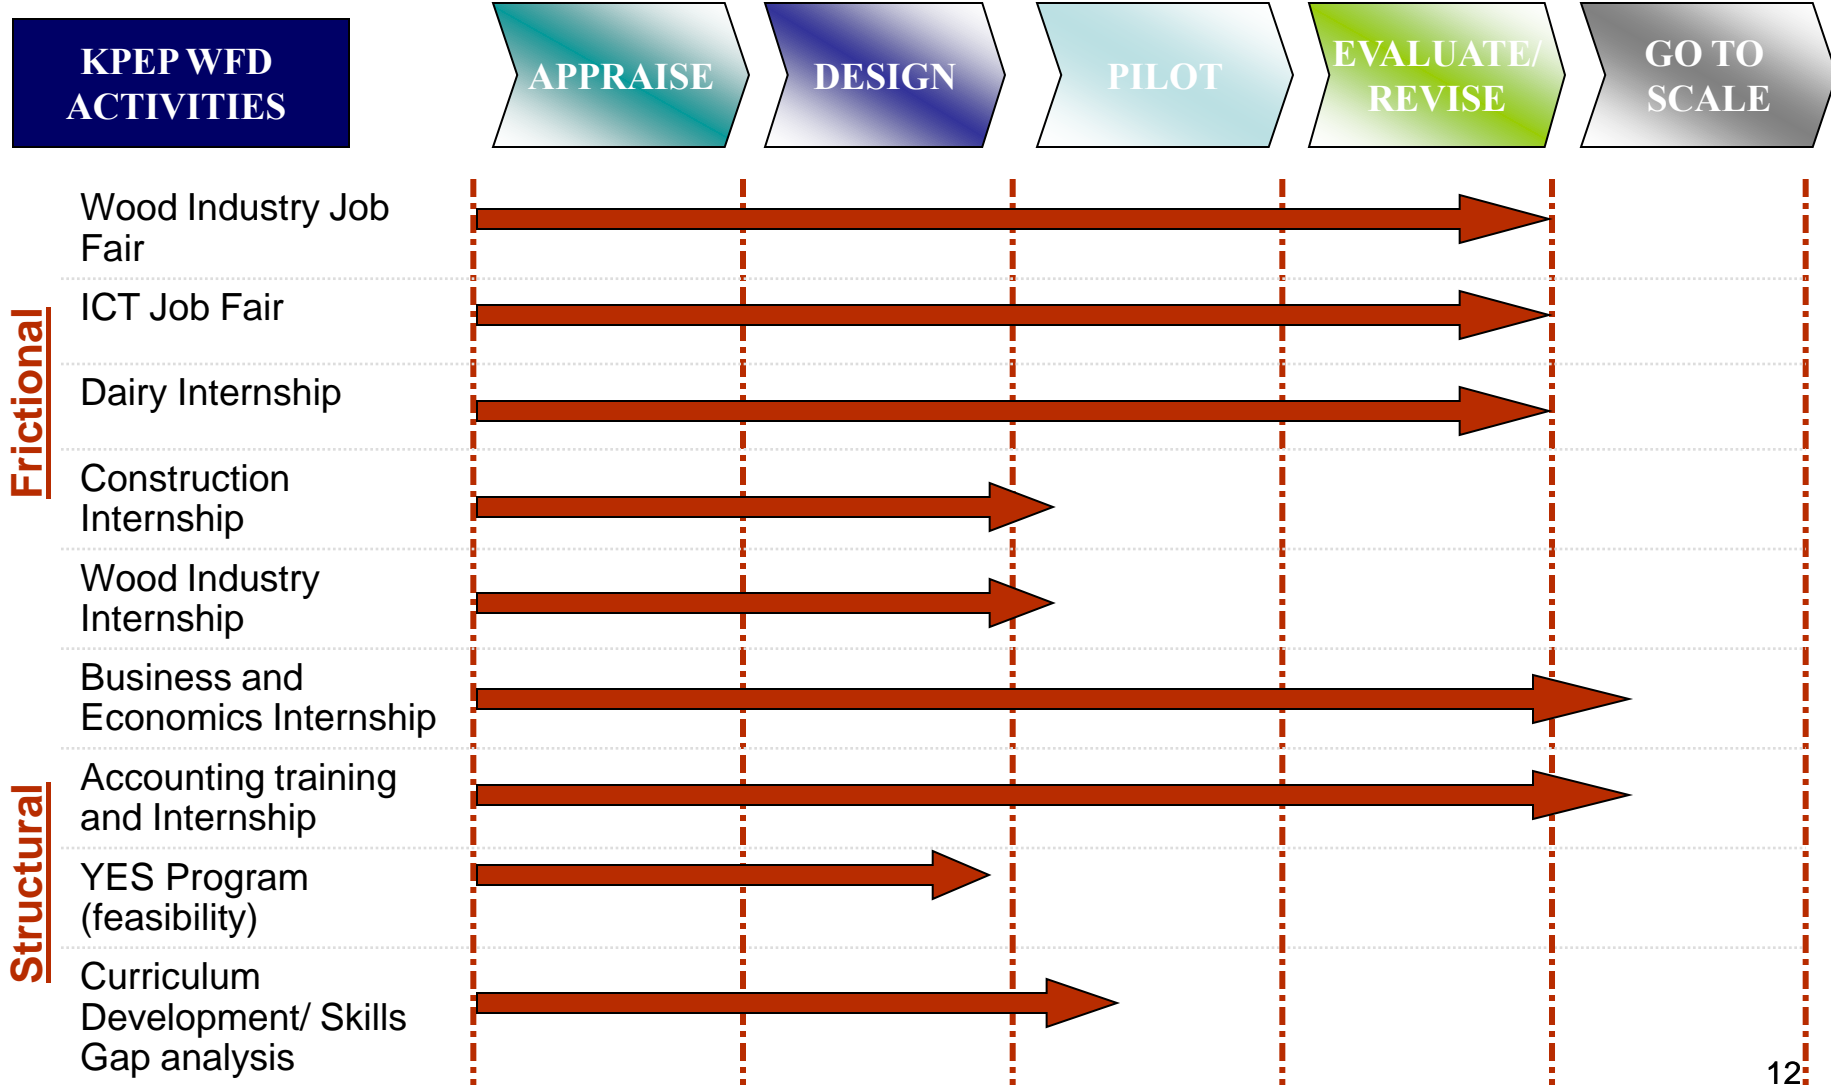 KPEP WFD
ACTIVITIES
APPRAISE
DESIGN
PILOT
EVALUATE/
REVISE
GO TO
SCALE
Frictional
Wood Industry Job
Fair
ICT Job Fair
Dairy Internship
Construction
Internship
Wood Industry
Internship
Business and
Economics Internship
Structural
Accounting training
and Internship
YES Program
(feasibility)
Curriculum
Development/ Skills
Gap analysis
12